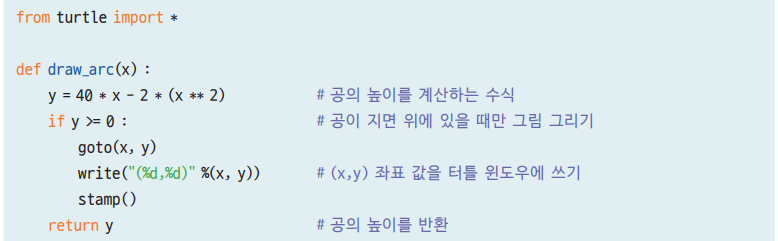 from turtle import *
def draw_arc(x) :
y = 40 * x - 2 * (x ** 2) # 공의 높이를 계산하는 수식
if y >= 0 : # 공이 지면 위에 있을 때만 그림 그리기
goto(x, y)
write("(%d,%d)" %(x, y)) # (x,y) 좌표 값을 터틀 윈도우에 쓰기
stamp()
return y # 공의 높이를 반환